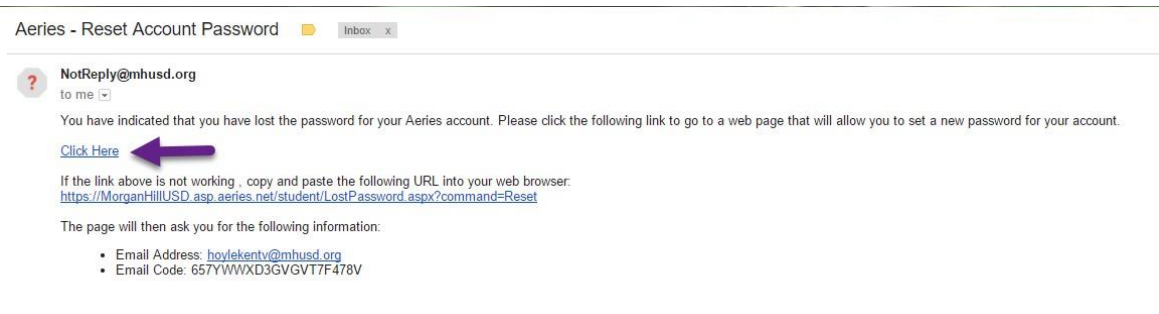 Aeries - Reset Account Password Inbox x
?
NotReply@mhusd.org
to me
You have indicated that you have lost the password for your Aeries account. Please click the following link to go to a web page that will allow you to set a new password for your account.
Click Here
If the link above is not working , copy and paste the following URL into your web browser:
https://MorganHillUSD.asp.aeries.net/student/LostPassword.aspx?command=Reset
The page will then ask you for the following information:
• Email Address: hoylekentv@mhusd.org
• Email Code: 657YWWXD3GVGVT7F478V